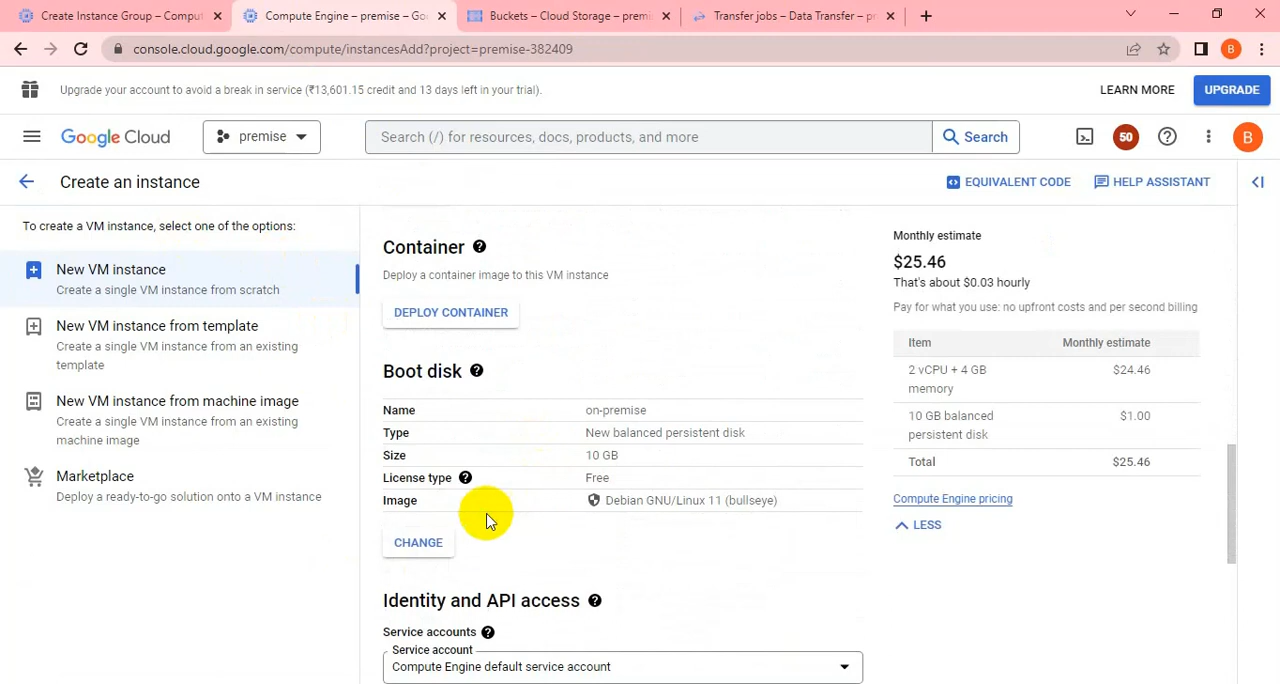 Create Instance Group – Comput
Compute Engine – premise – Go
Buckets – Cloud Storage – premi
Transfer jobs – Data Transfer – p
console.cloud.google.com/compute/instancesAdd?project=premise-382409
B
Upgrade your account to avoid a break in service (₹13,601.15 credit and 13 days left in your trial).
LEARN MORE
UPGRADE
Google Cloud
premise
Search (/) for resources, docs, products, and more
Search
50
B
Create an instance
EQUIVALENT CODE
HELP ASSISTANT
To create a VM instance, select one of the options:
New VM instance
Create a single VM instance from scratch
New VM instance from template
Create a single VM instance from an existing
template
New VM instance from machine image
Create a single VM instance from an existing
machine image
Marketplace
Deploy a ready-to-go solution onto a VM instance
Container
Deploy a container image to this VM instance
DEPLOY CONTAINER
Boot disk
Name on-premise
Type New balanced persistent disk
Size 10 GB
License type Free
Image Debian GNU/Linux 11 (bullseye)
CHANGE
Identity and API access
Service accounts
Service account
Compute Engine default service account
Monthly estimate
$25.46
That's about $0.03 hourly
Pay for what you use: no upfront costs and per second billing
Item Monthly estimate
2 vCPU + 4 GB $24.46
memory
10 GB balanced $1.00
persistent disk
Total $25.46
Compute Engine pricing
LESS